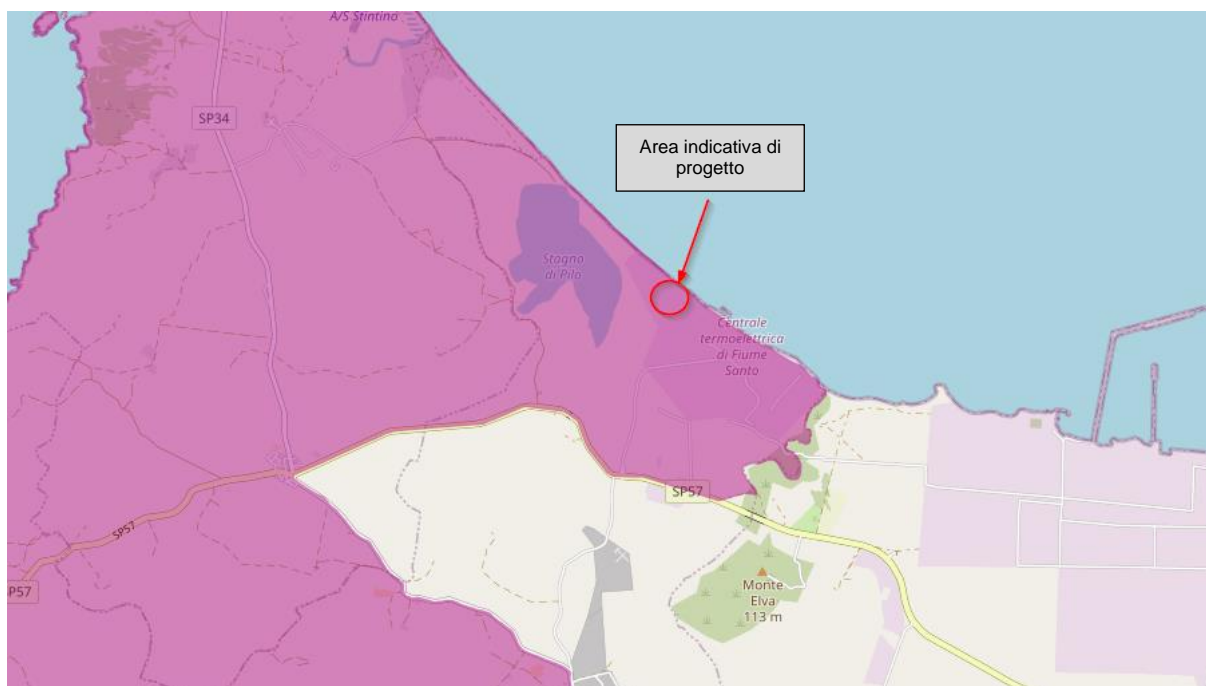 A/S Stintino
SP34
Area indicativa di
progetto
Stagno
di Pilo
Centrale
termoelettrica
di Fiume
Santo
SP57
SP57
SP57
Monte
Elva
113 m